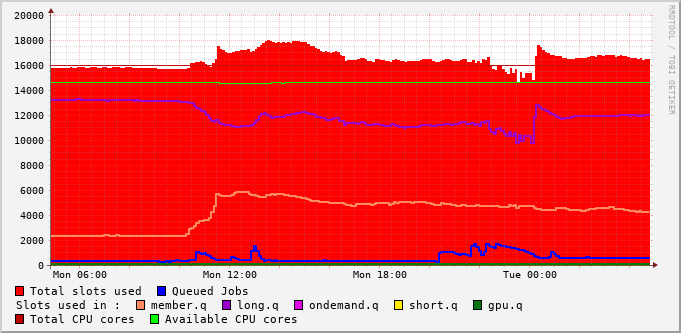 20000
18000
16000
14000
12000
10000
8000
6000
4000
2000
0
Mon 06:00 Mon 12:00 Mon 18:00 Tue 00:00
RRDTOOL / TOBI OETIKER
Total slots used Queued Jobs
Slots used in : member.q long.q ondemand.q short.q gpu.q
Total CPU cores Available CPU cores